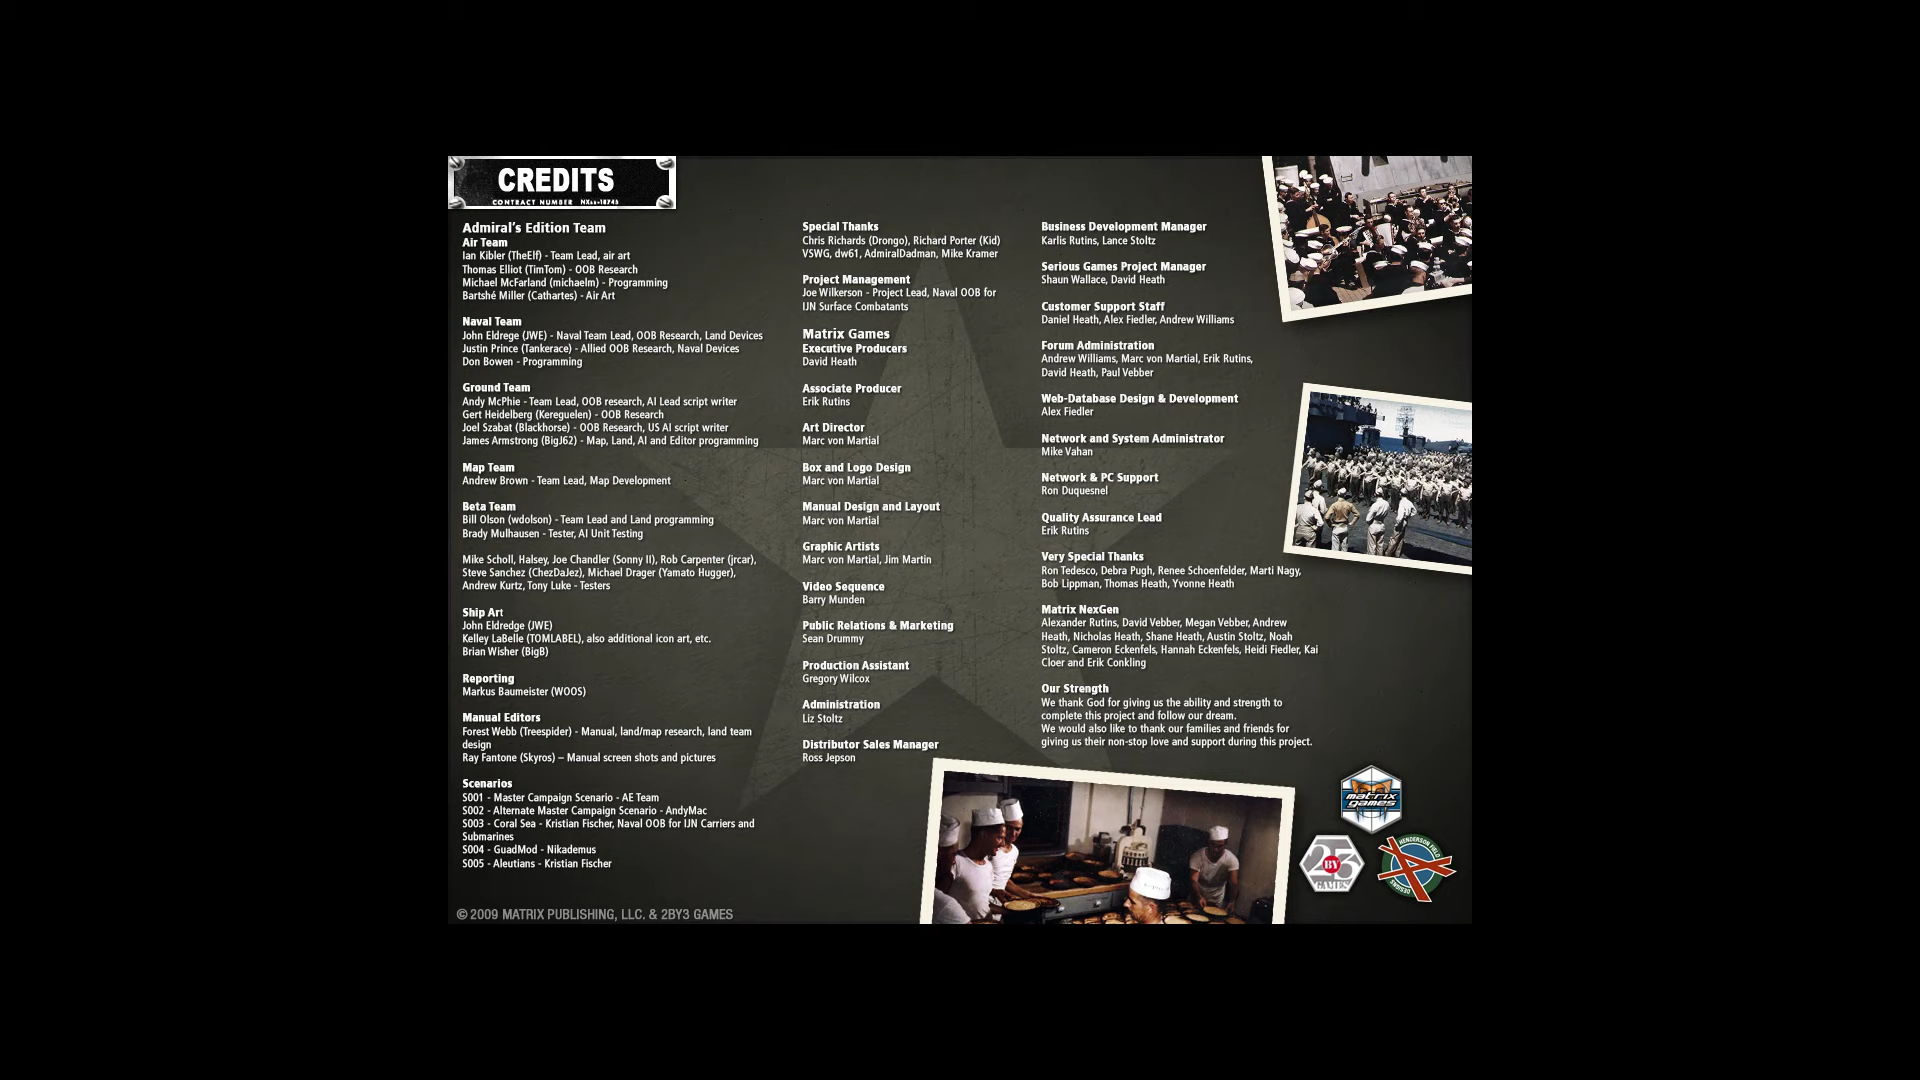 CREDITS
CONTRACT NUMBER
Admiral's Edition Team
Air Team
Ian Kibler (TheElf) - Team Lead, air art
Thomas Elliot (TimTom) - OOB Research
Michael McFarland (michaelm) - Programming
Bartshé Miller (Cathartes) - Air Art
Naval Team
John Eldrege (JWE) - Naval Team Lead, OOB Research, Land Devices
Justin Prince (Tankerace) - Allied OOB Research, Naval Devices
Don Bowen - Programming
Ground Team
Andy McPhie - Team Lead, OOB research, AI Lead script writer
Gert Heidelberg (Kereguelen) - OOB Research
Joel Szabat (Blackhorse) - OOB Research, US AI script writer
James Armstrong (BigJ62) - Map, Land, AI and Editor programming
Map Team
Andrew Brown - Team Lead, Map Development
Beta Team
Bill Olson (wdolson) - Team Lead and Land programming
Brady Mulhausen - Tester, AI Unit Testing
Mike Scholl, Halsey, Joe Chandler (Sonny II), Rob Carpenter (jrcar),
Steve Sanchez (ChezDaJez), Michael Drager (Yamato Hugger),
Andrew Kurtz, Tony Luke - Testers
Ship Art
John Eldredge (JWE)
Kelley LaBelle (TOMLABEL), also additional icon art, etc.
Brian Wisher (BigB)
Reporting
Markus Baumeister (WOOS)
Manual Editors
Forest Webb (Treespider) - Manual, land/map research, land team
design
Ray Fantone (Skyros) – Manual screen shots and pictures
Scenarios
S001 - Master Campaign Scenario - AE Team
S002 - Alternate Master Campaign Scenario - AndyMac
S003 - Coral Sea - Kristian Fischer, Naval OOB for IJN Carriers and
Submarines
S004 - GuadMod - Nikademus
S005 - Aleutians - Kristian Fischer
© 2009 MATRIX PUBLISHING, LLC. & 2BY3 GAMES
Special Thanks
Chris Richards (Drongo), Richard Porter (Kid)
VSWG, dw61, AdmiralDadman, Mike Kramer
Project Management
Joe Wilkerson - Project Lead, Naval OOB for
IJN Surface Combatants
Matrix Games
Executive Producers
David Heath
Associate Producer
Erik Rutins
Art Director
Marc von Martial
Box and Logo Design
Marc von Martial
Manual Design and Layout
Marc von Martial
Graphic Artists
Marc von Martial, Jim Martin
Video Sequence
Barry Munden
Public Relations & Marketing
Sean Drummy
Production Assistant
Gregory Wilcox
Administration
Liz Stoltz
Distributor Sales Manager
Ross Jepson
Business Development Manager
Karlis Rutins, Lance Stoltz
Serious Games Project Manager
Shaun Wallace, David Heath
Customer Support Staff
Daniel Heath, Alex Fiedler, Andrew Williams
Forum Administration
Andrew Williams, Marc von Martial, Erik Rutins,
David Heath, Paul Vebber
Web-Database Design & Development
Alex Fiedler
Network and System Administrator
Mike Vahan
Network & PC Support
Ron Duquesnel
Quality Assurance Lead
Erik Rutins
Very Special Thanks
Ron Tedesco, Debra Pugh, Renee Schoenfelder, Marti Nagy,
Bob Lippman, Thomas Heath, Yvonne Heath
Matrix NexGen
Alexander Rutins, David Vebber, Megan Vebber, Andrew
Heath, Nicholas Heath, Shane Heath, Austin Stoltz, Noah
Stoltz, Cameron Eckenfels, Hannah Eckenfels, Heidi Fiedler, Kai
Cloer and Erik Conkling
Our Strength
We thank God for giving us the ability and strength to
complete this project and follow our dream.
We would also like to thank our families and friends for
giving us their non-stop love and support during this project.
matrix
games
2 BY 3
GAMES
HENDERSON FIELD
DESIGNS